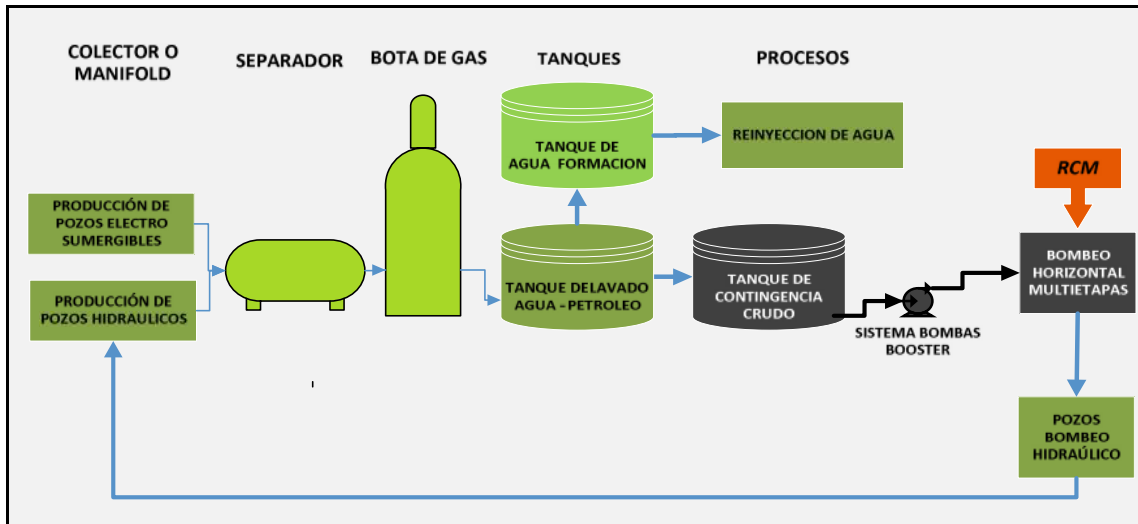 COLECTOR O
MANIFOLD
SEPARADOR
BOTA DE GAS
TANQUES
PROCESOS
TANQUE DE
AGUA FORMACION
REINYECCION DE AGUA
RCM
PRODUCCIÓN DE
POZOS ELECTRO
SUMERGIBLES
PRODUCCIÓN DE
POZOS HIDRAULICOS
TANQUE DELAVADO
AGUA - PETROLEO
TANQUE DE
CONTINGENCIA
CRUDO
SISTEMA BOMBAS
BOOSTER
BOMBEO
HORIZONTAL
MULTIETAPAS
POZOS
BOMBEO
HIDRAÚLICO